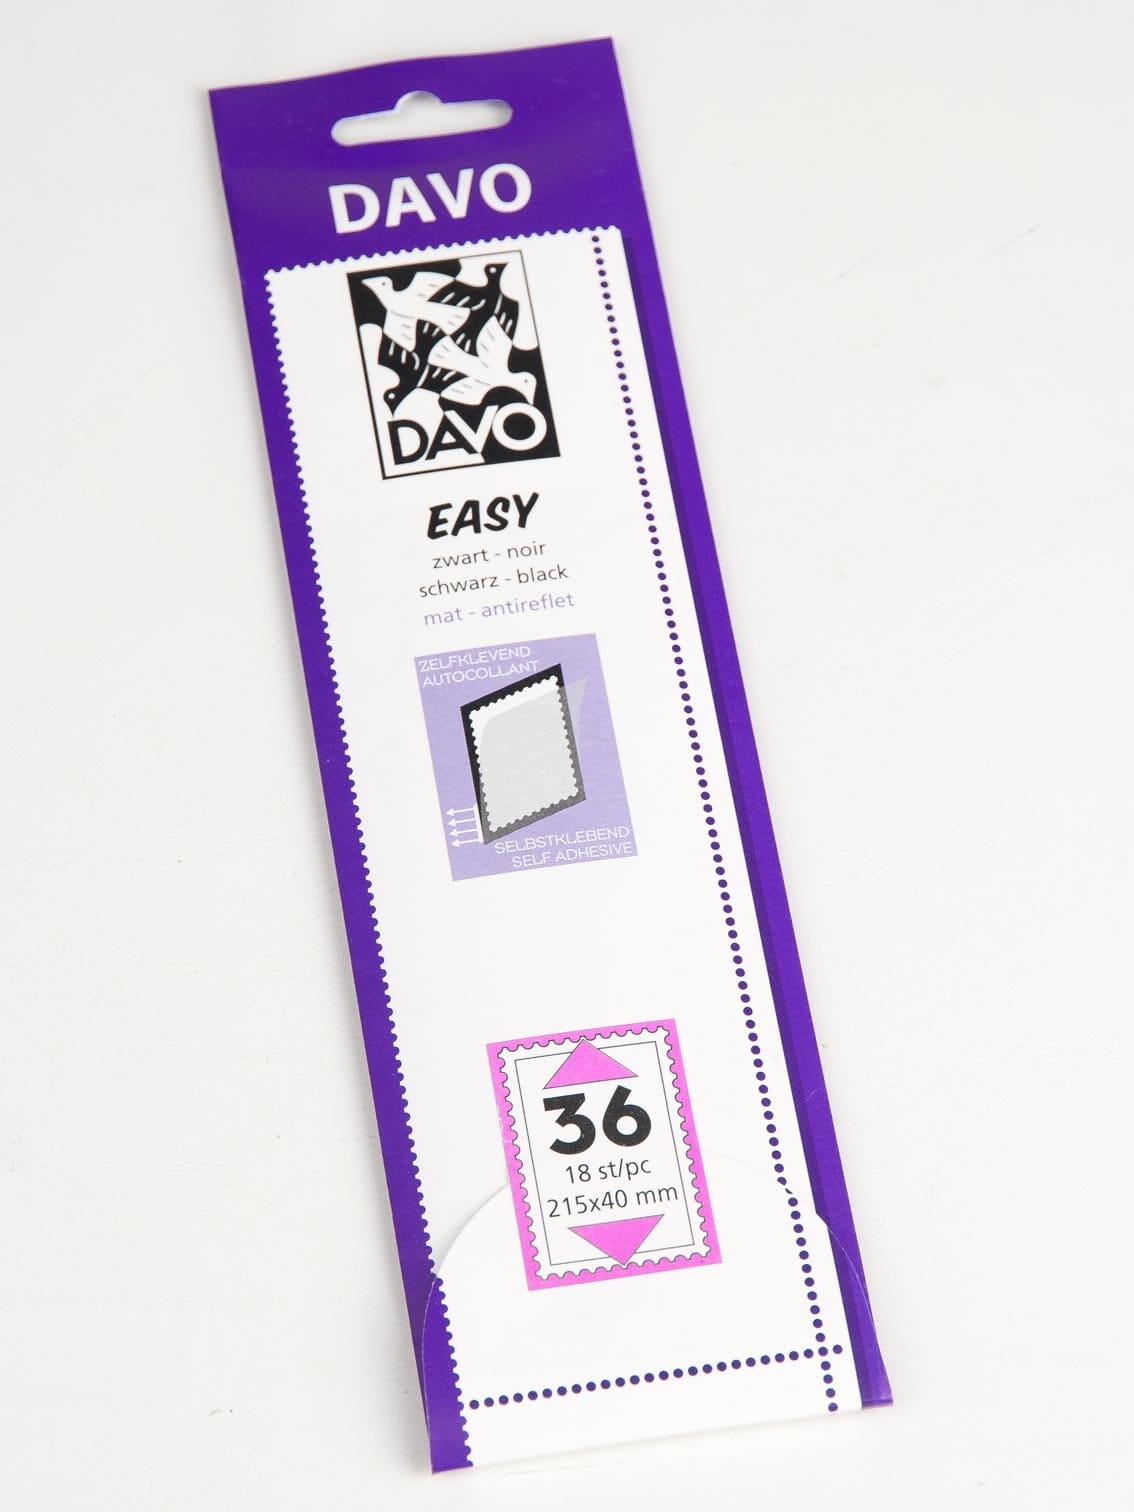 DAVO
DAVO
EASY
zwart - noir
schwarz - black
mat - antireflet
ZELFKLEVEND
AUTOCOLLANT
SELBSTKLEBEND
SELF ADHESIVE
36
18 st/pc
215x40 mm